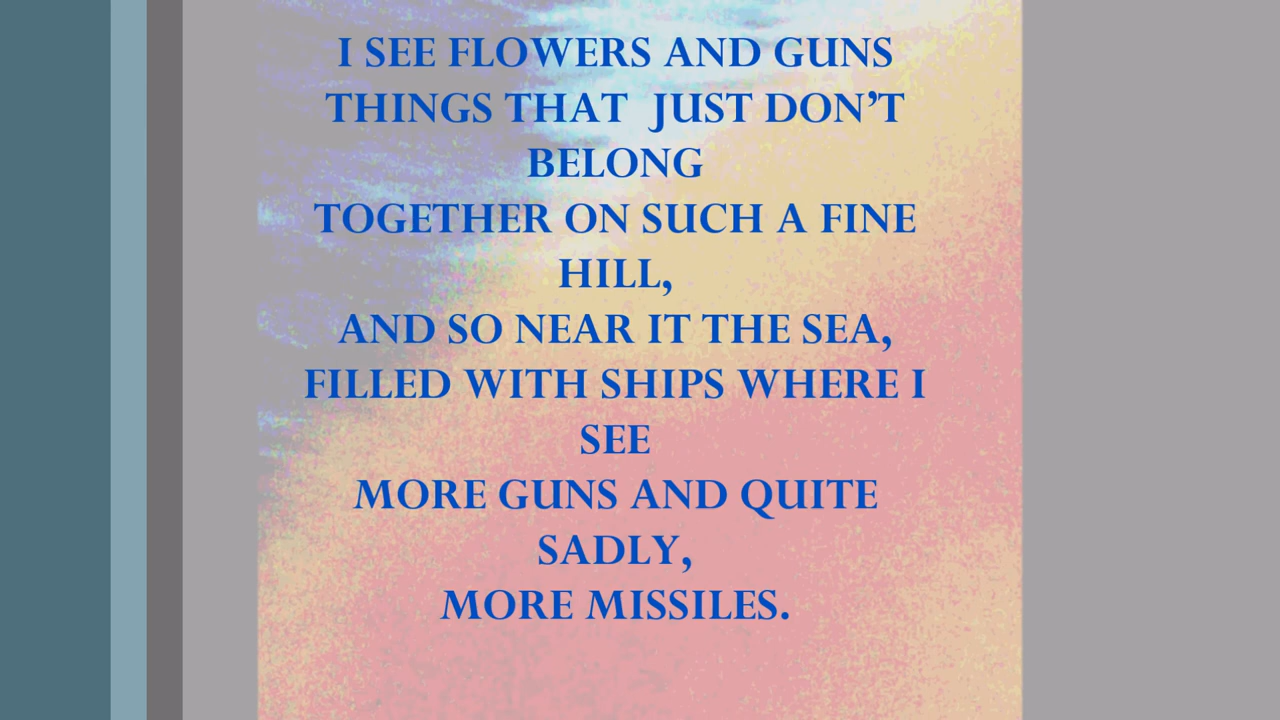 I SEE FLOWERS AND GUNS
THINGS THAT  JUST DON’T
BELONG
TOGETHER ON SUCH A FINE
HILL,
AND SO NEAR IT THE SEA,
FILLED WITH SHIPS WHERE I
SEE
MORE GUNS AND QUITE
SADLY,
MORE MISSILES.